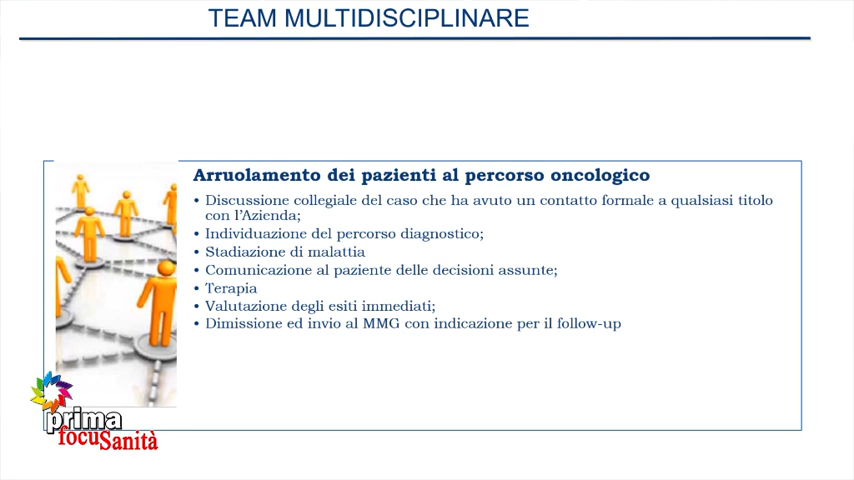 TEAM MULTIDISCIPLINARE
Arruolamento dei pazienti al percorso oncologico
• Discussione collegiale del caso che ha avuto un contatto formale a qualsiasi titolo
con l'Azienda;
• Individuazione del percorso diagnostico;
• Stadiazione di malattia
• Comunicazione al paziente delle decisioni assunte;
• Terapia
• Valutazione degli esiti immediati;
• Dimissione ed invio al MMG con indicazione per il follow-up
prima
focuSanità